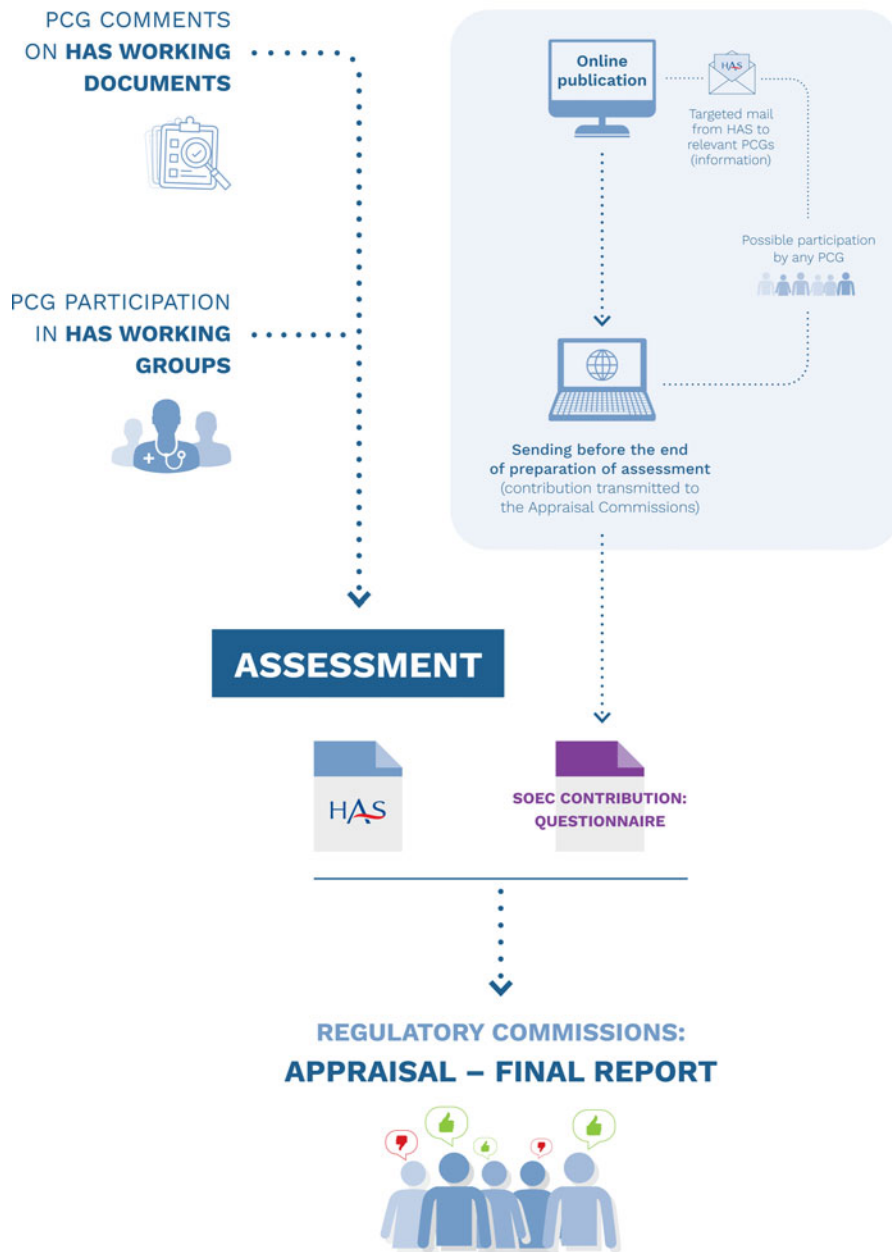 PCG COMMENTS
ON HAS WORKING
DOCUMENTS
PCG PARTICIPATION
IN HAS WORKING
GROUPS
Online
publication
HAS
Targeted mail
from HAS to
relevant PCGs
(information)
Possible participation
by any PCG
Sending before the end
of preparation of assessment
(contribution transmitted to
the Appraisal Commissions)
ASSESSMENT
HAS
SOEC CONTRIBUTION:
QUESTIONNAIRE
REGULATORY COMMISSIONS:
APPRAISAL – FINAL REPORT